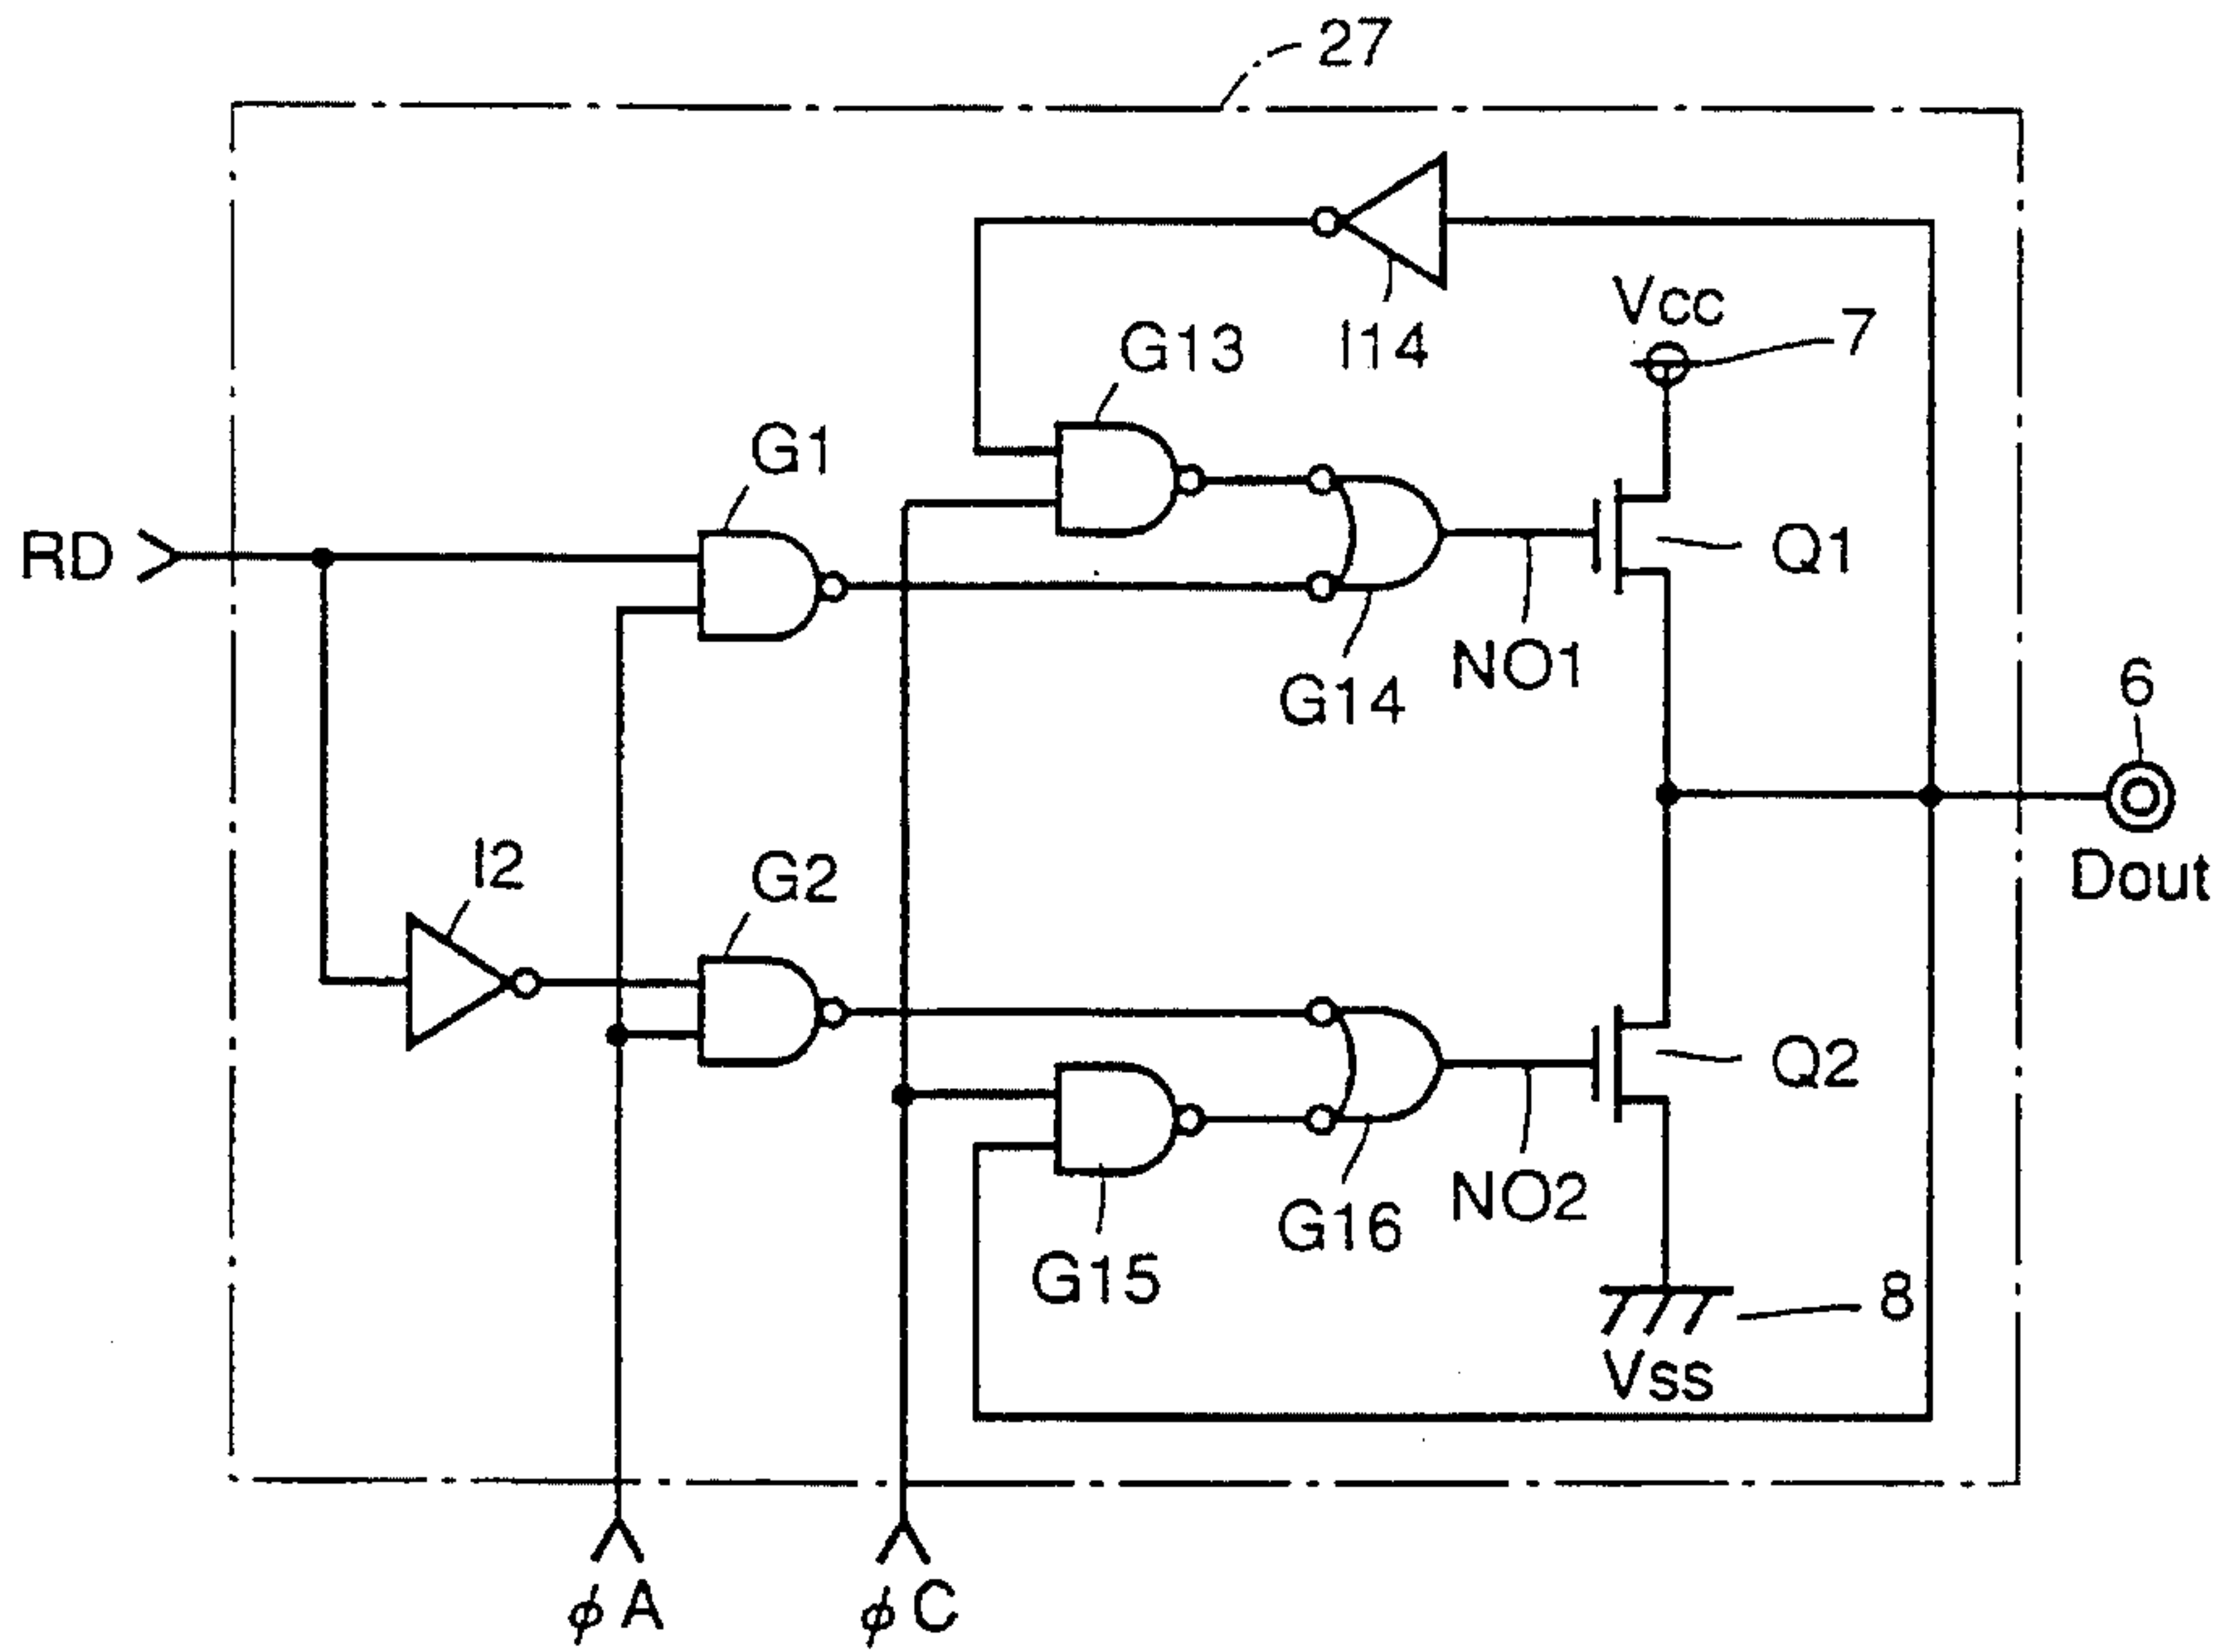 27
Vcc
7
I14
G13
G1
RD
Q1
NO1
G14
6
I2
G2
Dout
Q2
NO2
G16
G15
8
Vss
φA
φC